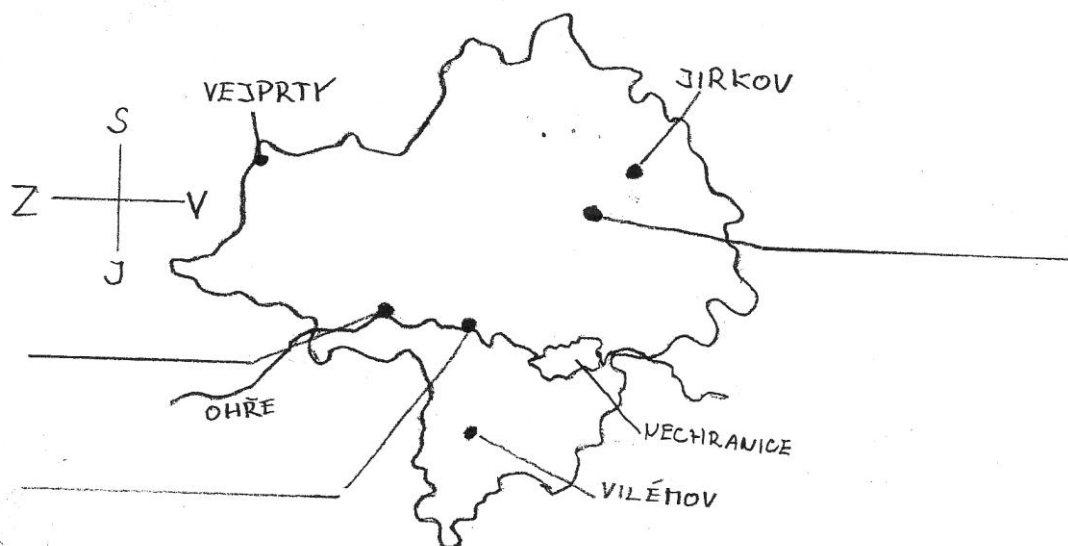 VEJPRTY
JIRKOV
S
Z
V
J
OHŘE
NECHRANICE
VILÉMOV